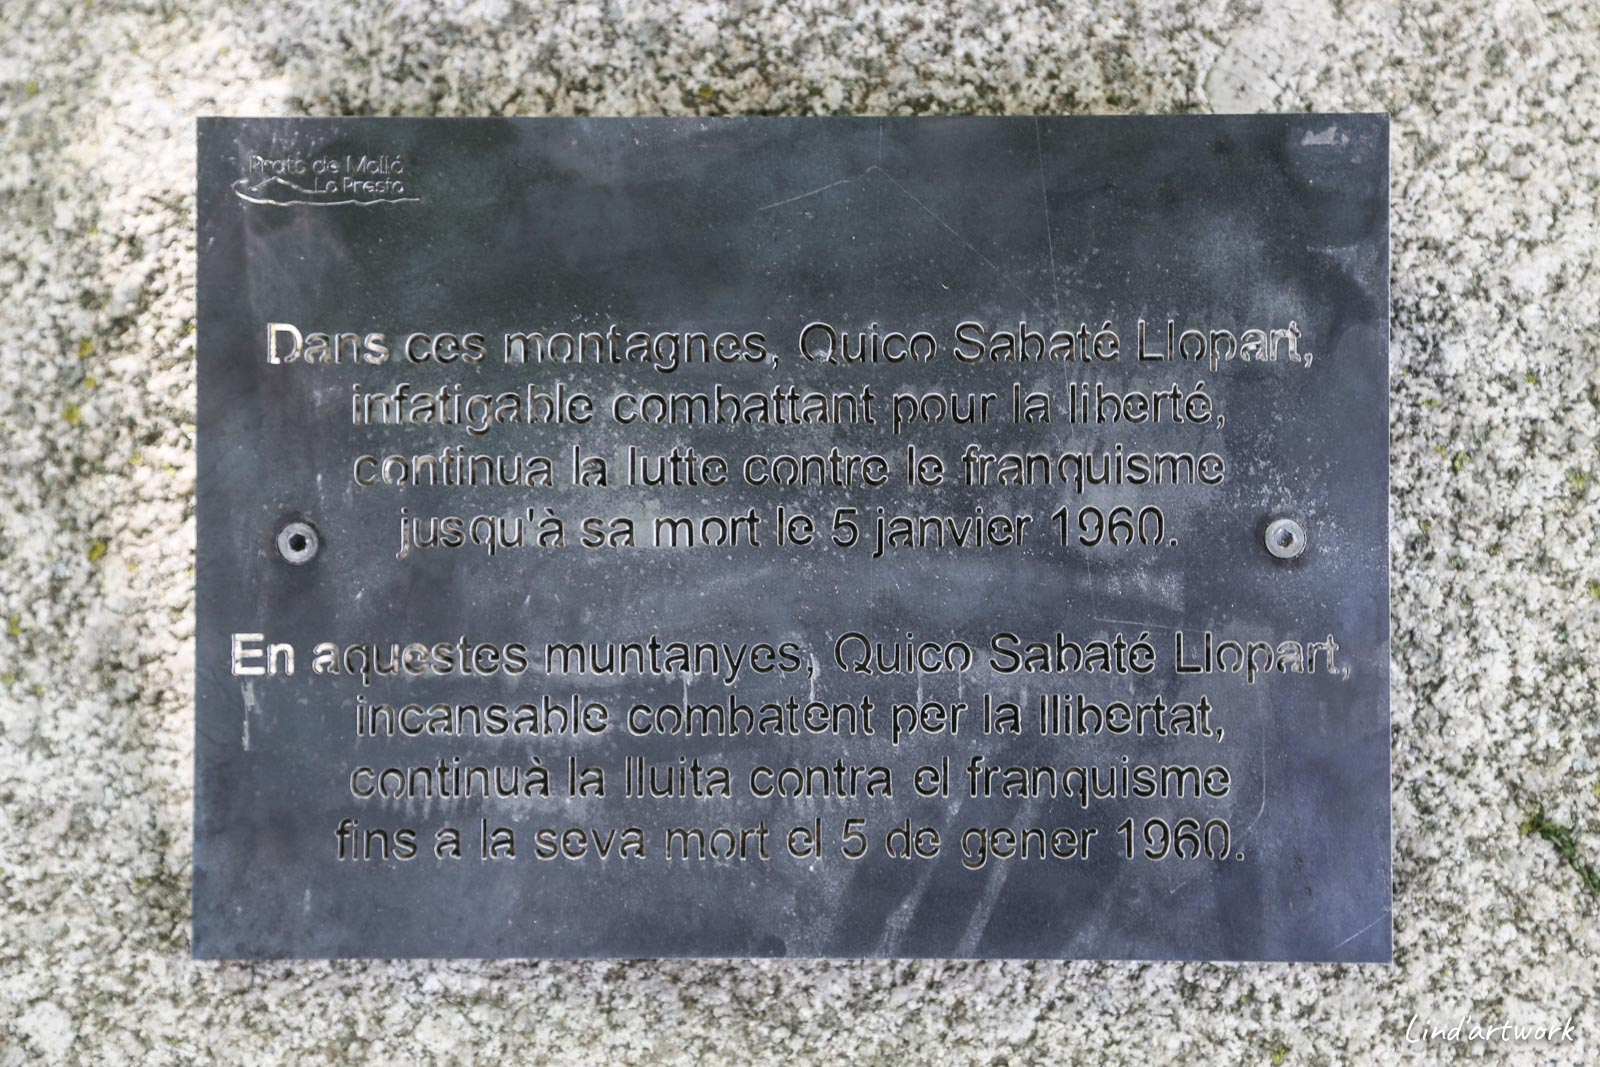 Prats de Molló
La Preste
Dans ces montagnes, Quico Sabaté Llopart,
infatigable combattant pour la liberté,
continua la lutte contre le franquisme
jusqu'à sa mort le 5 janvier 1960.
En aquestes muntanyes, Quico Sabaté Llopart,
incansable combatent per la llibertat,
continuà la lluita contra el franquisme
fins a la seva mort el 5 de gener 1960.
Lind'artwork